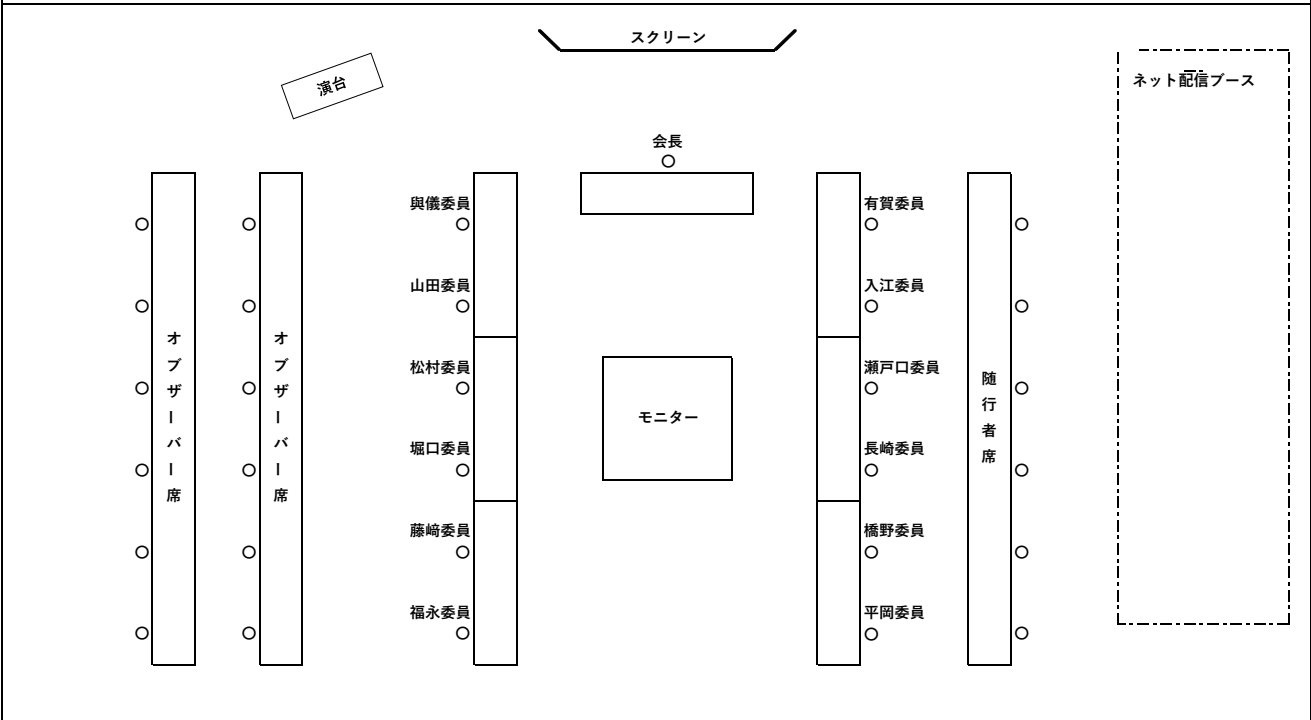 スクリーン
演台
ネット配信ブース
会長
與儀委員
有賀委員
山田委員
入江委員
松村委員
瀬戸口委員
堀口委員
長崎委員
藤﨑委員
橋野委員
福永委員
平岡委員
オブザーバー席
オブザーバー席
モニター
随行者席